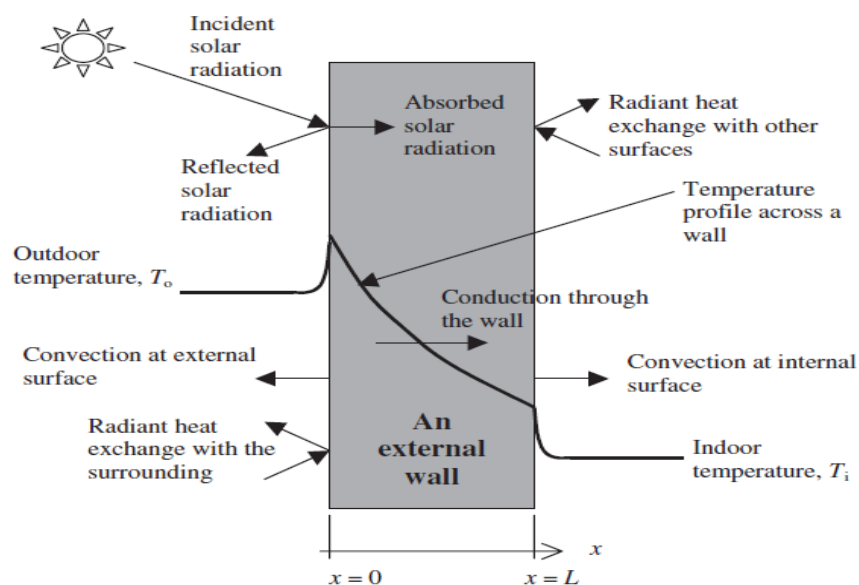 Incident
solar
radiation
Absorbed
solar
radiation
Radiant heat
exchange with other
surfaces
Reflected
solar
radiation
Temperature
profile across a
wall
Outdoor
temperature, To
Conduction through
the wall
Convection at external
surface
Convection at internal
surface
Radiant heat
exchange with the
surrounding
An
external
wall
Indoor
temperature, Ti
x
x = 0
x = L